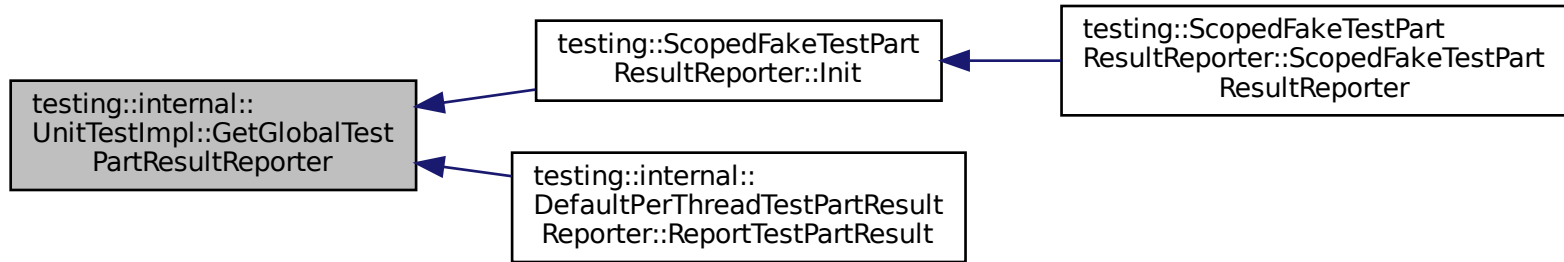 testing::internal::
UnitTestImpl::GetGlobalTest
PartResultReporter
testing::ScopedFakeTestPart
ResultReporter::Init
testing::ScopedFakeTestPart
ResultReporter::ScopedFakeTestPart
ResultReporter
testing::internal::
DefaultPerThreadTestPartResult
Reporter::ReportTestPartResult